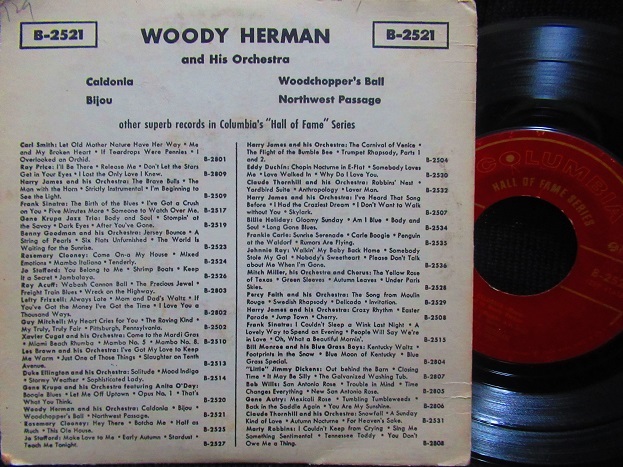 B-2521
WOODY HERMAN
B-2521
and His Orchestra
Caldonia
Woodchopper's Ball
Bijou
Northwest Passage
other superb records in Columbia's "Hall of Fame" Series
Carl Smith: Let Old Mother Nature Have Her Way • Me
and My Broken Heart • If Teardrops Were Pennies • I
Overlooked an Orchid. B-2801
Ray Price: I'll Be There • Release Me • Don't Let the Stars
Get in Your Eyes • I Lost the Only Love I Knew. B-2809
Harry James and his Orchestra: The Brave Bulls • The
Man with the Horn • Strictly Instrumental • I'm Beginning to
See the Light. B-2509
Frank Sinatra: The Birth of the Blues • I've Got a Crush
on You • Five Minutes More • Someone to Watch Over Me. B-2517
Gene Krupa Jazz Trio: Body and Soul • Stompin' at
the Savoy • Dark Eyes • After You've Gone. B-2519
Benny Goodman and his Orchestra: Jersey Bounce • A
String of Pearls • Six Flats Unfurnished • The World Is
Waiting for the Sunrise. B-2533
Rosemary Clooney: Come On-a My House • Mixed
Emotions • Mambo Italiano • Tenderly. B-2524
Jo Stafford: You Belong to Me • Shrimp Boats • Keep
it a Secret • Jambalaya. B-2526
Roy Acuff: Wabash Cannon Ball • The Precious Jewel •
Freight Train Blues • Wreck on the Highway. B-2803
Lefty Frizzell: Always Late • Mom and Dad's Waltz • If
You've Got the Money I've Got the Time • I Love You a
Thousand Ways. B-2802
Guy Mitchell: My Heart Cries for You • The Roving Kind
• My Truly, Truly Fair • Pittsburgh, Pennsylvania. B-2502
Xavier Cugat and his Orchestra: Come to the Mardi Gras
• Miami Beach Rhumba • Mambo No. 5 • Mambo No. 8. B-2510
Les Brown and his Orchestra: I've Got My Love to Keep
Me Warm • Just One of Those Things • Slaughter on Tenth
Avenue. B-2513
Duke Ellington and his Orchestra: Solitude • Mood Indigo
• Stormy Weather • Sophisticated Lady. B-2514
Gene Krupa and his Orchestra featuring Anita O'Day:
Boogie Blues • Let Me Off Uptown • Opus No. 1 • That's
What You Think. B-2520
Woody Herman and his Orchestra: Caldonia • Bijou •
Woodchopper's Ball • Northwest Passage. B-2521
Rosemary Clooney: Hey There • Botcha Me • Half as
Much • This Ole House. B-2525
Jo Stafford: Make Love to Me • Early Autumn • Stardust •
Teach Me Tonight. B-2527
Harry James and his Orchestra: The Carnival of Venice •
The Flight of the Bumble Bee • Trumpet Rhapsody, Parts 1
and 2. B-2504
Eddy Duchin: Chopin Nocturne in E-Flat • Somebody Loves
Me • Love Walked In • Why Do I Love You. B-2530
Claude Thornhill and his Orchestra: Robbins' Nest •
Yardbird Suite • Anthropology • Lover Man. B-2532
Harry James and his Orchestra: I've Heard That Song
Before • I Had the Craziest Dream • I Don't Want to Walk
without You • Skylark. B-2507
Billie Holiday: Gloomy Sunday • Am I Blue • Body and
Soul • Long Gone Blues. B-2534
Frankie Carle: Sunrise Serenade • Carle Boogie • Penguin
at the Waldorf • Rumors Are Flying. B-2535
Johnnie Ray: Walkin' My Baby Back Home • Somebody
Stole My Gal • Nobody's Sweetheart • Please Don't Talk
about Me When I'm Gone. B-2536
Mitch Miller, his Orchestra and Chorus: The Yellow Rose
of Texas • Green Sleeves • Autumn Leaves • Under Paris
Skies. B-2528
Percy Faith and his Orchestra: The Song from Moulin
Rouge • Swedish Rhapsody • Delicado • Invitation. B-2529
Harry James and his Orchestra: Crazy Rhythm • Easter
Parade • Jump Town • Cherry. B-2508
Frank Sinatra: I Couldn't Sleep a Wink Last Night • A
Lovely Way to Spend an Evening • People Will Say We're
in Love • Oh, What a Beautiful Mornin'. B-2515
Bill Monroe and his Blue Grass Boys: Kentucky Waltz •
Footprints in the Snow • Blue Moon of Kentucky • Blue
Grass Special. B-2804
"Little" Jimmy Dickens: Out behind the Barn • Closing
Time • It May Be Silly • The Galvanized Washing Tub. B-2807
Bob Wills: San Antonio Rose • Trouble in Mind • Time
Changes Everything • New San Antonio Rose. B-2805
Gene Autry: Mexicali Rose • Tumbling Tumbleweeds •
Back in the Saddle Again • You Are My Sunshine. B-2806
Claude Thornhill and his Orchestra: Snowfall • A Sunday
Kind of Love • Autumn Nocturne • For Heaven's Sake. B-2531
Marty Robbins: I Couldn't Keep from Crying • Sing Me
Something Sentimental • Tennessee Toddy • You Don't
Owe Me a Thing. B-2808
HALL OF FAME SERIES